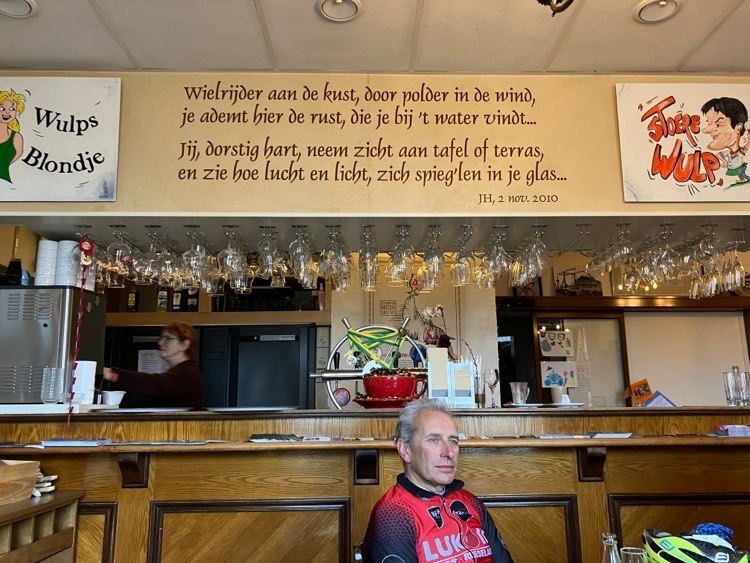 Wielrijder aan de kust, door polder in de wind,
je ademt hier de rust, die je bij 't water vindt...
Jij, dorstig hart, neem zicht aan tafel of terras,
en zie hoe lucht en licht, zich spieg'len in je glas...
JH, 2 nov. 2010
Wulps
Blondje
STOERE
WULP